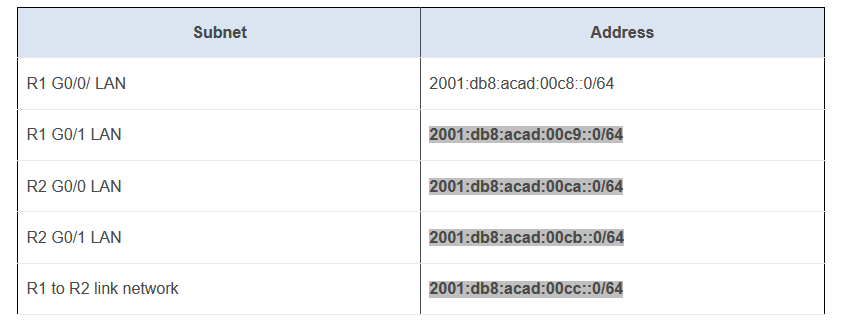 Subnet Address
R1 G0/0/ LAN 2001:db8:acad:00c8::0/64
R1 G0/1 LAN 2001:db8:acad:00c9::0/64
R2 G0/0 LAN 2001:db8:acad:00ca::0/64
R2 G0/1 LAN 2001:db8:acad:00cb::0/64
R1 to R2 link network 2001:db8:acad:00cc::0/64